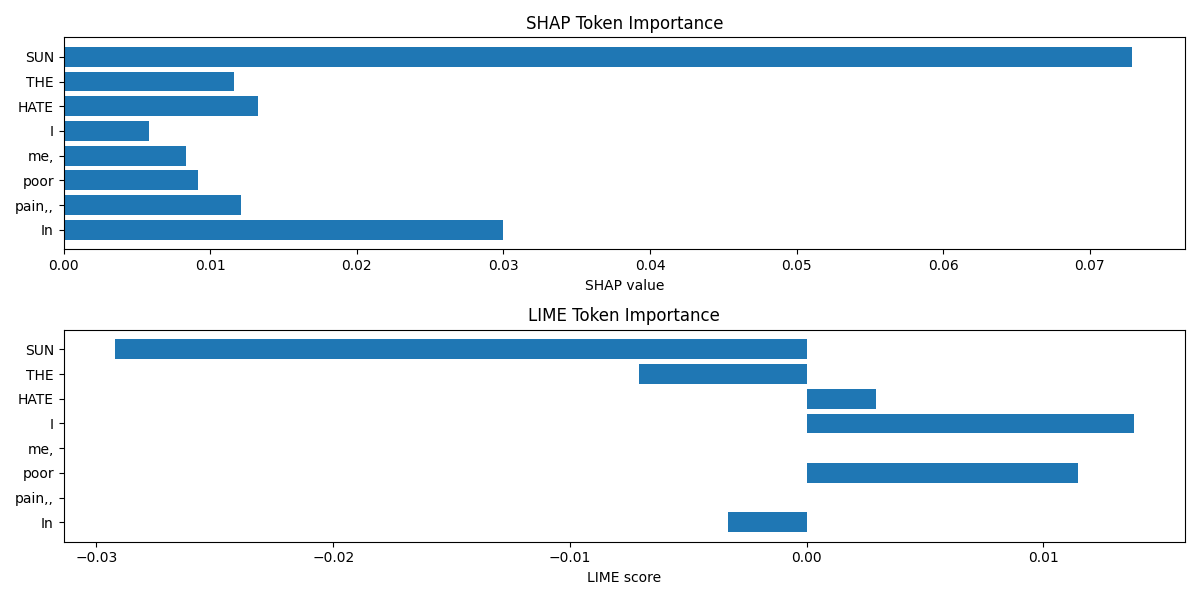 SHAP Token Importance
SUN
THE
HATE
I
me,
poor
pain,,
In
0.00 0.01 0.02 0.03 0.04 0.05 0.06 0.07
SHAP value
LIME Token Importance
SUN
THE
HATE
I
me,
poor
pain,,
In
−0.03 −0.02 −0.01 0.00 0.01
LIME score